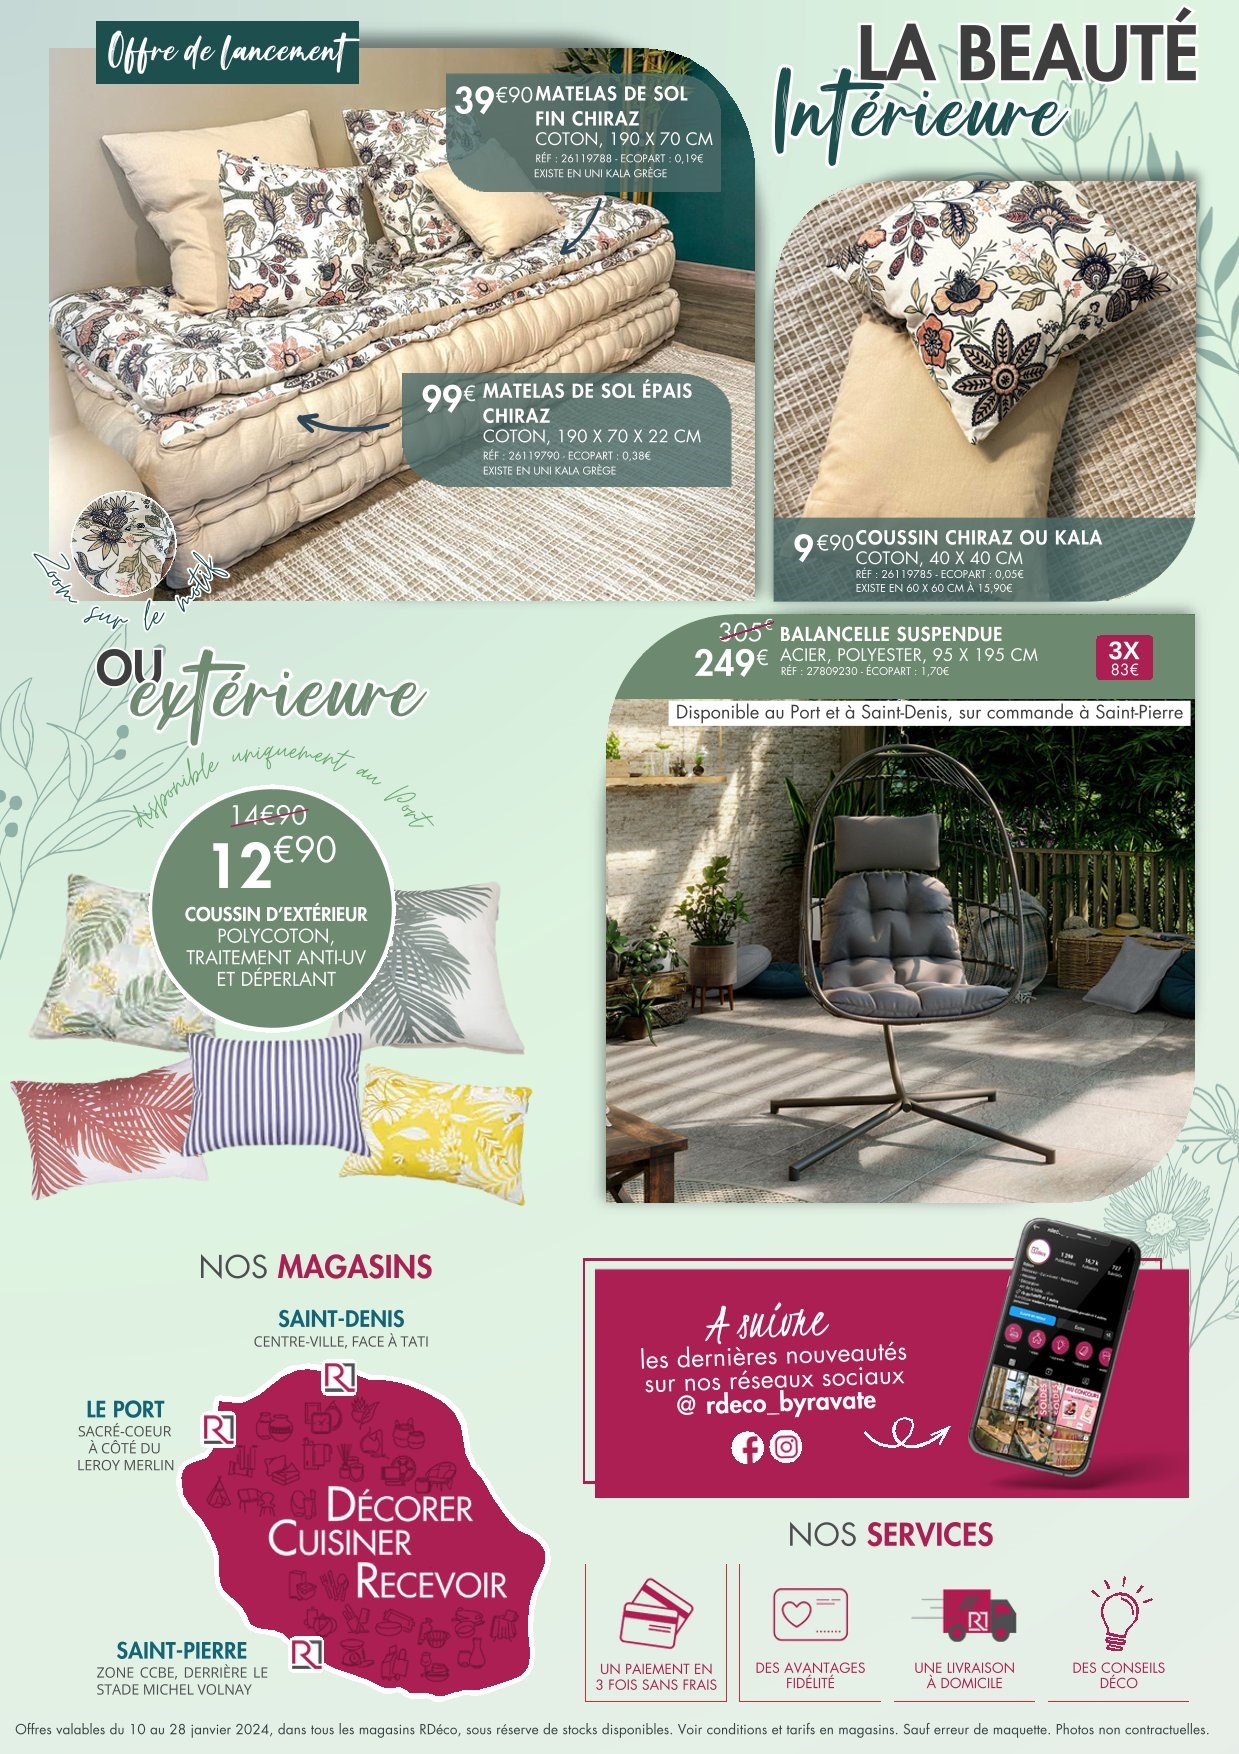 Offre de lancement
LA BEAUTÉ
Intérieure
39€90 MATELAS DE SOL
FIN CHIRAZ
COTON, 190 X 70 CM
RÉF : 26119788 - ECOPART : 0,19€
EXISTE EN UNI KALA GRÈGE
99€ MATELAS DE SOL ÉPAIS
CHIRAZ
COTON, 190 X 70 X 22 CM
RÉF : 26119790 - ECOPART : 0,38€
EXISTE EN UNI KALA GRÈGE
Zoom sur le motif
9€90 COUSSIN CHIRAZ OU KALA
COTON, 40 X 40 CM
RÉF : 26119785 - ECOPART : 0,05€
EXISTE EN 60 X 60 CM À 15,90€
OU
extérieure
disponible uniquement au Port
14€90
12€90
COUSSIN D'EXTÉRIEUR
POLYCOTON,
TRAITEMENT ANTI-UV
ET DÉPERLANT
305€ BALANCELLE SUSPENDUE
249€ ACIER, POLYESTER, 95 X 195 CM
RÉF : 27809230 - ÉCOPART : 1,70€
3X
83€
Disponible au Port et à Saint-Denis, sur commande à Saint-Pierre
NOS MAGASINS
SAINT-DENIS
CENTRE-VILLE, FACE À TATI
LE PORT
SACRÉ-COEUR
À CÔTÉ DU
LEROY MERLIN
DÉCORER
CUISINER
RECEVOIR
SAINT-PIERRE
ZONE CCBE, DERRIÈRE LE
STADE MICHEL VOLNAY
A suivre
les dernières nouveautés
sur nos réseaux sociaux
@ rdeco_byravate
NOS SERVICES
UN PAIEMENT EN
3 FOIS SANS FRAIS
DES AVANTAGES
FIDÉLITÉ
UNE LIVRAISON
À DOMICILE
DES CONSEILS
DÉCO
Offres valables du 10 au 28 janvier 2024, dans tous les magasins RDéco, sous réserve de stocks disponibles. Voir conditions et tarifs en magasins. Sauf erreur de maquette. Photos non contractuelles.